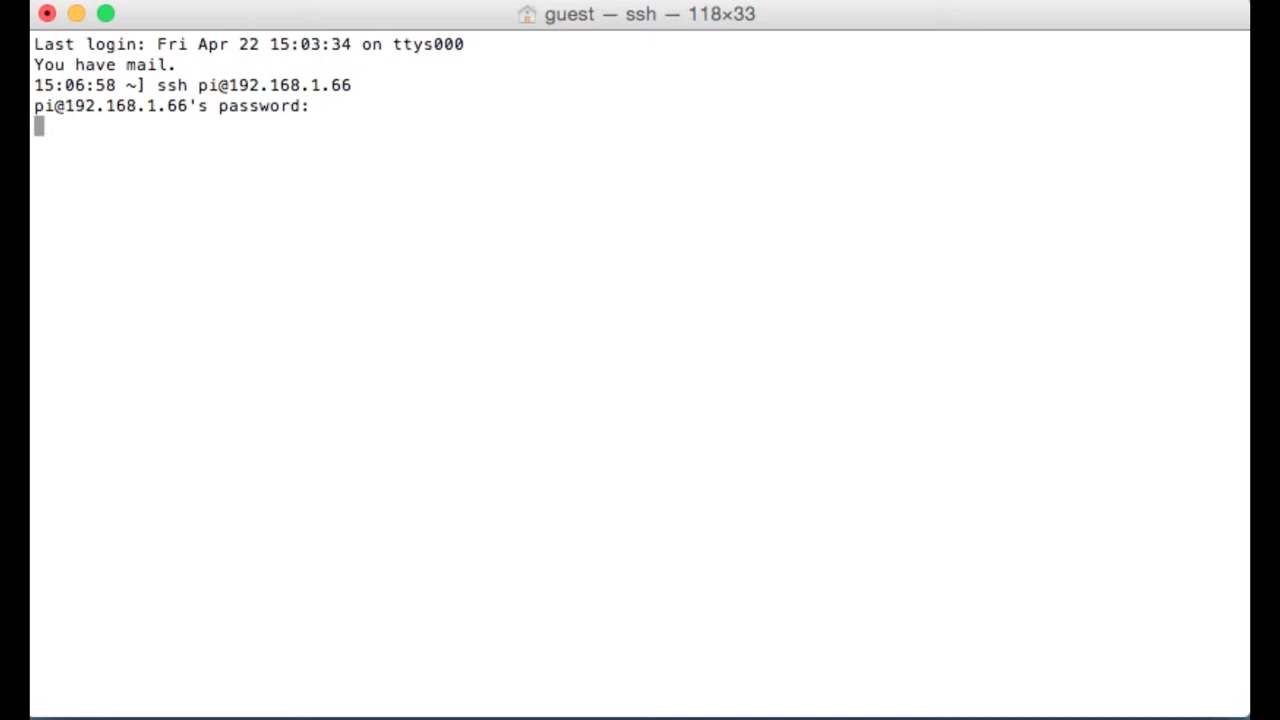 guest — ssh — 118×33
Last login: Fri Apr 22 15:03:34 on ttys000
You have mail.
15:06:58 ~] ssh pi@192.168.1.66
pi@192.168.1.66's password: